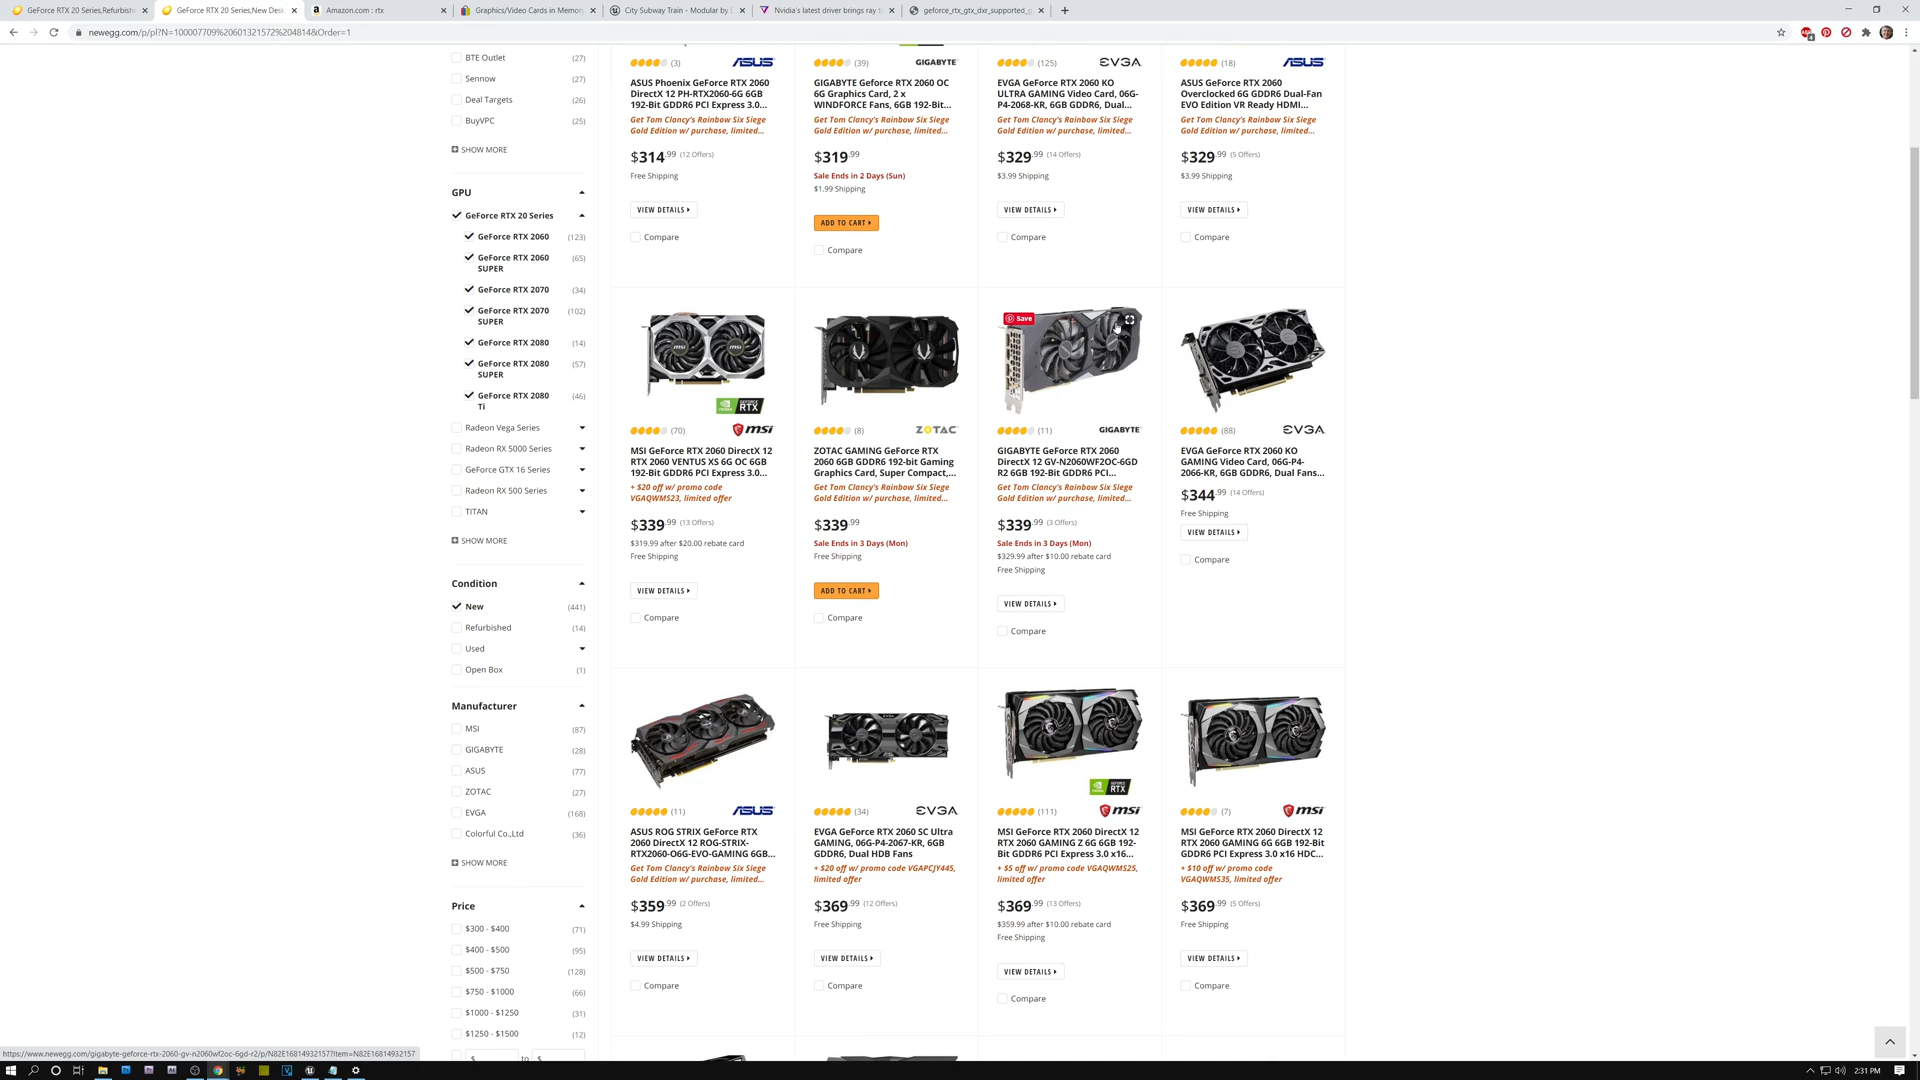 GeForce RTX 20 Series,Refurbishe
GeForce RTX 20 Series,New Desk
Amazon.com : rtx
Graphics/Video Cards in Memory,
City Subway Train - Modular by D
Nvidia's latest driver brings ray t
geforce_rtx_gtx_dxr_supported_g
newegg.com/p/pl?N=100007709%20601321572%204814&Order=1
BTE Outlet (27)
Sennow (27)
Deal Targets (26)
BuyVPC (25)
SHOW MORE
GPU
GeForce RTX 20 Series
GeForce RTX 2060 (123)
GeForce RTX 2060 (65)
SUPER
GeForce RTX 2070 (34)
GeForce RTX 2070 (102)
SUPER
GeForce RTX 2080 (14)
GeForce RTX 2080 (57)
SUPER
GeForce RTX 2080 (46)
Ti
Radeon Vega Series
Radeon RX 5000 Series
GeForce GTX 16 Series
Radeon RX 500 Series
TITAN
SHOW MORE
Condition
New (441)
Refurbished (14)
Used
Open Box (1)
Manufacturer
MSI (87)
GIGABYTE (28)
ASUS (77)
ZOTAC (27)
EVGA (168)
Colorful Co.,Ltd (36)
SHOW MORE
Price
$300 - $400 (71)
$400 - $500 (95)
$500 - $750 (128)
$750 - $1000 (66)
$1000 - $1250 (31)
$1250 - $1500 (12)
$ to $
(3) ASUS
ASUS Phoenix GeForce RTX 2060
DirectX 12 PH-RTX2060-6G 6GB
192-Bit GDDR6 PCI Express 3.0...
Get Tom Clancy's Rainbow Six Siege
Gold Edition w/ purchase, limited...
$314.99 (12 Offers)
Free Shipping
VIEW DETAILS
Compare
(39) GIGABYTE
GIGABYTE Geforce RTX 2060 OC
6G Graphics Card, 2 x
WINDFORCE Fans, 6GB 192-Bit...
Get Tom Clancy's Rainbow Six Siege
Gold Edition w/ purchase, limited...
$319.99
Sale Ends in 2 Days (Sun)
$1.99 Shipping
ADD TO CART
Compare
(125) EVGA
EVGA GeForce RTX 2060 KO
ULTRA GAMING Video Card, 06G-
P4-2068-KR, 6GB GDDR6, Dual...
Get Tom Clancy's Rainbow Six Siege
Gold Edition w/ purchase, limited...
$329.99 (14 Offers)
$3.99 Shipping
VIEW DETAILS
Compare
(18) ASUS
ASUS GeForce RTX 2060
Overclocked 6G GDDR6 Dual-Fan
EVO Edition VR Ready HDMI...
Get Tom Clancy's Rainbow Six Siege
Gold Edition w/ purchase, limited...
$329.99 (5 Offers)
$3.99 Shipping
VIEW DETAILS
Compare
msi
GEFORCE
RTX
(70) msi
MSI GeForce RTX 2060 DirectX 12
RTX 2060 VENTUS XS 6G OC 6GB
192-Bit GDDR6 PCI Express 3.0...
+ $20 off w/ promo code
VGAQWMS23, limited offer
$339.99 (13 Offers)
$319.99 after $20.00 rebate card
Free Shipping
VIEW DETAILS
Compare
(8) ZOTAC
ZOTAC GAMING GeForce RTX
2060 6GB GDDR6 192-bit Gaming
Graphics Card, Super Compact,...
Get Tom Clancy's Rainbow Six Siege
Gold Edition w/ purchase, limited...
$339.99
Sale Ends in 3 Days (Mon)
Free Shipping
ADD TO CART
Compare
Save
(11) GIGABYTE
GIGABYTE GeForce RTX 2060
DirectX 12 GV-N2060WF2OC-6GD
R2 6GB 192-Bit GDDR6 PCI...
Get Tom Clancy's Rainbow Six Siege
Gold Edition w/ purchase, limited...
$339.99 (3 Offers)
Sale Ends in 3 Days (Mon)
$329.99 after $10.00 rebate card
Free Shipping
VIEW DETAILS
Compare
(88) EVGA
EVGA GeForce RTX 2060 KO
GAMING Video Card, 06G-P4-
2066-KR, 6GB GDDR6, Dual Fans...
$344.99 (14 Offers)
Free Shipping
VIEW DETAILS
Compare
(11) ASUS
ASUS ROG STRIX GeForce RTX
2060 DirectX 12 ROG-STRIX-
RTX2060-O6G-EVO-GAMING 6GB...
Get Tom Clancy's Rainbow Six Siege
Gold Edition w/ purchase, limited...
$359.99 (2 Offers)
$4.99 Shipping
VIEW DETAILS
Compare
(34) EVGA
EVGA GeForce RTX 2060 SC Ultra
GAMING, 06G-P4-2067-KR, 6GB
GDDR6, Dual HDB Fans
+ $20 off w/ promo code VGAPCJY445,
limited offer
$369.99 (12 Offers)
Free Shipping
VIEW DETAILS
Compare
GEFORCE
RTX
(111) msi
MSI GeForce RTX 2060 DirectX 12
RTX 2060 GAMING Z 6G 6GB 192-
Bit GDDR6 PCI Express 3.0 x16...
+ $5 off w/ promo code VGAQWMS25,
limited offer
$369.99 (13 Offers)
$359.99 after $10.00 rebate card
Free Shipping
VIEW DETAILS
Compare
(7) msi
MSI GeForce RTX 2060 DirectX 12
RTX 2060 GAMING 6G 6GB 192-Bit
GDDR6 PCI Express 3.0 x16 HDC...
+ $10 off w/ promo code
VGAQWMS35, limited offer
$369.99 (5 Offers)
Free Shipping
VIEW DETAILS
Compare
https://www.newegg.com/gigabyte-geforce-rtx-2060-gv-n2060wf2oc-6gd-r2/p/N82E16814932157?Item=N82E16814932157
2:31 PM